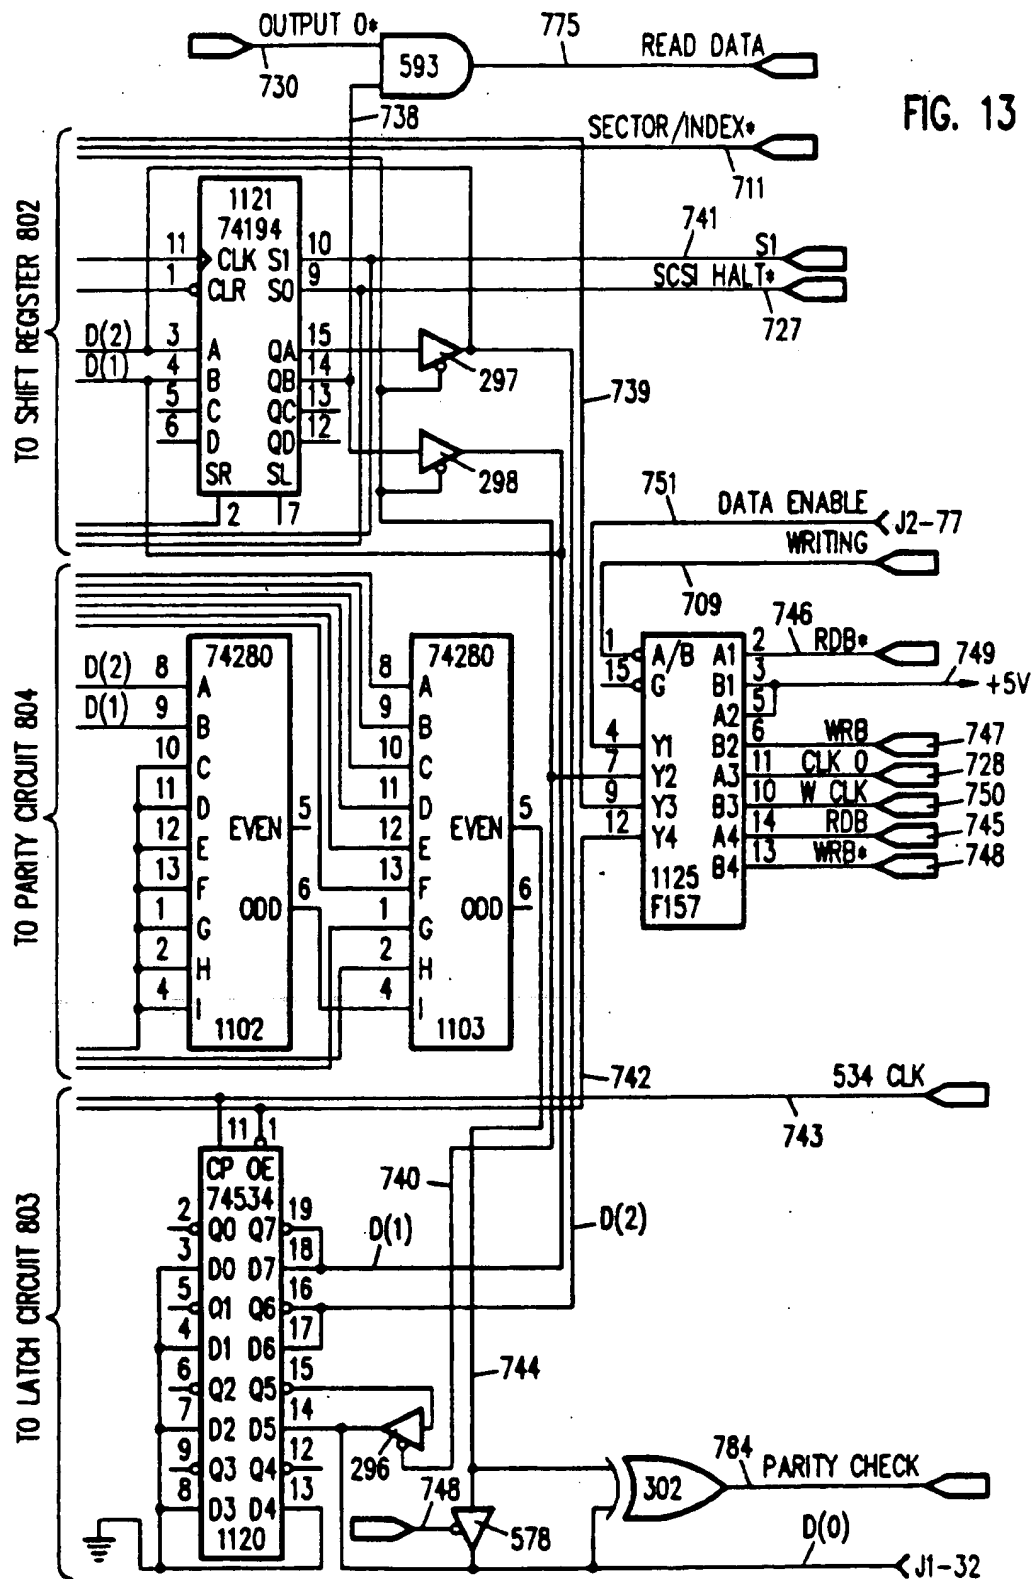 OUTPUT 0*
730
593
775
READ DATA
FIG. 13
738
SECTOR/INDEX*
711
TO SHIFT REGISTER 802
1121
74194
11 CLK S1 10
1 CLR S0 9
741
S1
SCSI HALT*
727
D(2) 3 A QA 15
D(1) 4 B QB 14
5 C QC 13
6 D QD 12
SR SL
2 7
297
298
739
751
DATA ENABLE
J2-77
WRITING
709
TO PARITY CIRCUIT 804
74280
D(2) 8 A
D(1) 9 B
10 C
11 D
12 E
13 F
1 G
2 H
4 I
EVEN 5
ODD 6
1102
74280
8 A
9 B
10 C
11 D
12 E
13 F
1 G
2 H
4 I
EVEN 5
ODD 6
1103
1 A/B A1 2 746 RDB*
15 G B1 3 749
+5V
A2 5
4 Y1 B2 6 WRB 747
7 Y2 A3 11 CLK 0 728
9 Y3 B3 10 W CLK 750
12 Y4 A4 14 RDB 745
B4 13 WRB* 748
1125
F157
742
534 CLK
743
TO LATCH CIRCUIT 803
11 1
CP OE
74534
2 Q0 Q7 19
3 D0 D7 18
5 Q1 Q6 16
4 D1 D6 17
6 Q2 Q5 15
7 D2 D5 14
9 Q3 Q4 12
8 D3 D4 13
1120
740
D(1)
D(2)
744
296
748
578
302
784
PARITY CHECK
D(0)
J1-32